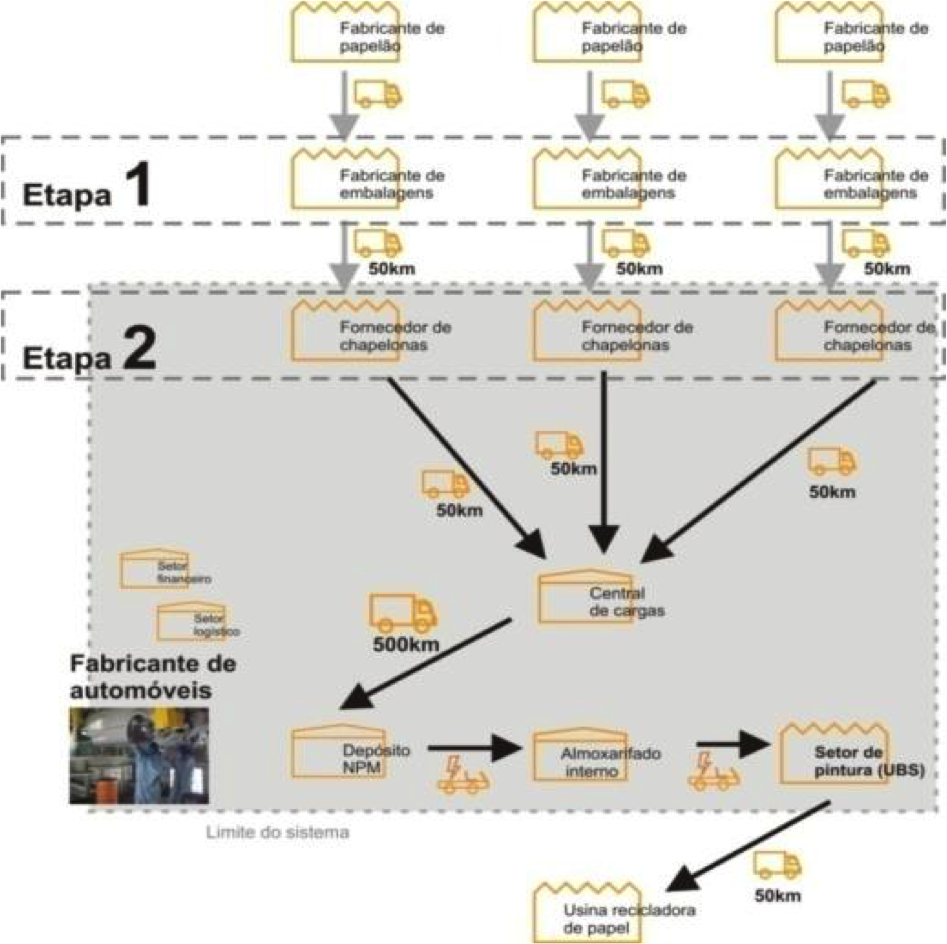 Fabricante de
papelão
Fabricante de
papelão
Fabricante de
papelão
Etapa 1
Fabricante de
embalagens
Fabricante de
embalagens
Fabricante de
embalagens
50km
50km
50km
Etapa 2
Fornecedor de
chapelonas
Fornecedor de
chapelonas
Fornecedor de
chapelonas
50km
50km
50km
Setor
financeiro
Setor
logístico
Central
de cargas
500km
Fabricante de
automóveis
Depósito
NPM
Almoxarifado
interno
Setor de
pintura (UBS)
Limite do sistema
50km
Usina recicladora
de papel